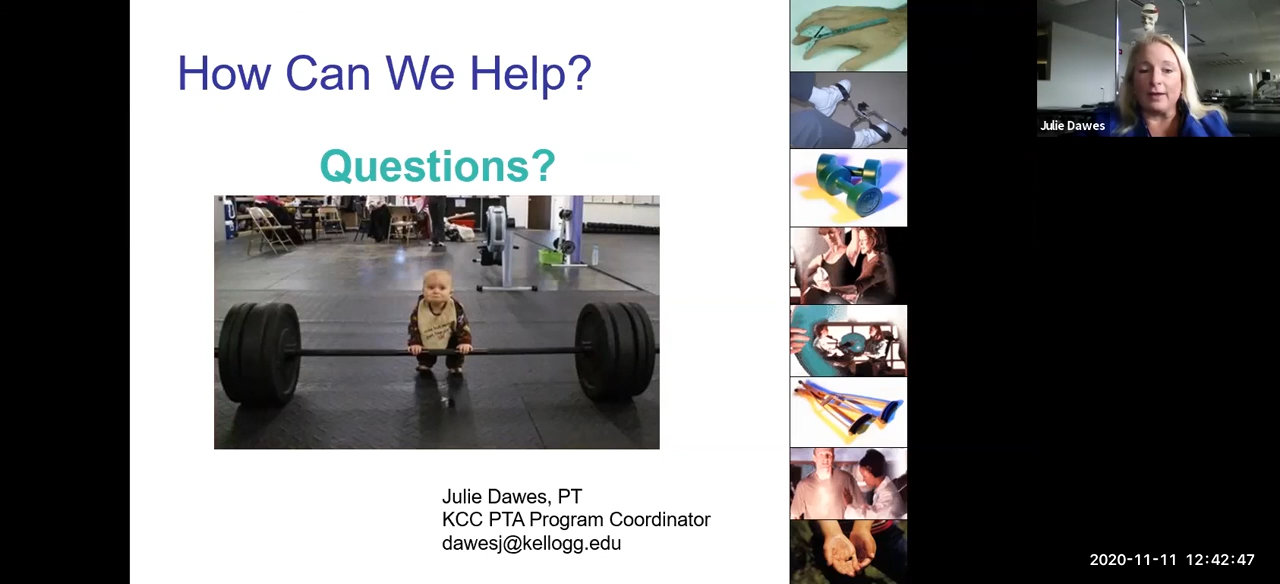 How Can We Help?
Questions?
Julie Dawes, PT
KCC PTA Program Coordinator
dawesj@kellogg.edu
Julie Dawes
2020-11-11 12:42:47